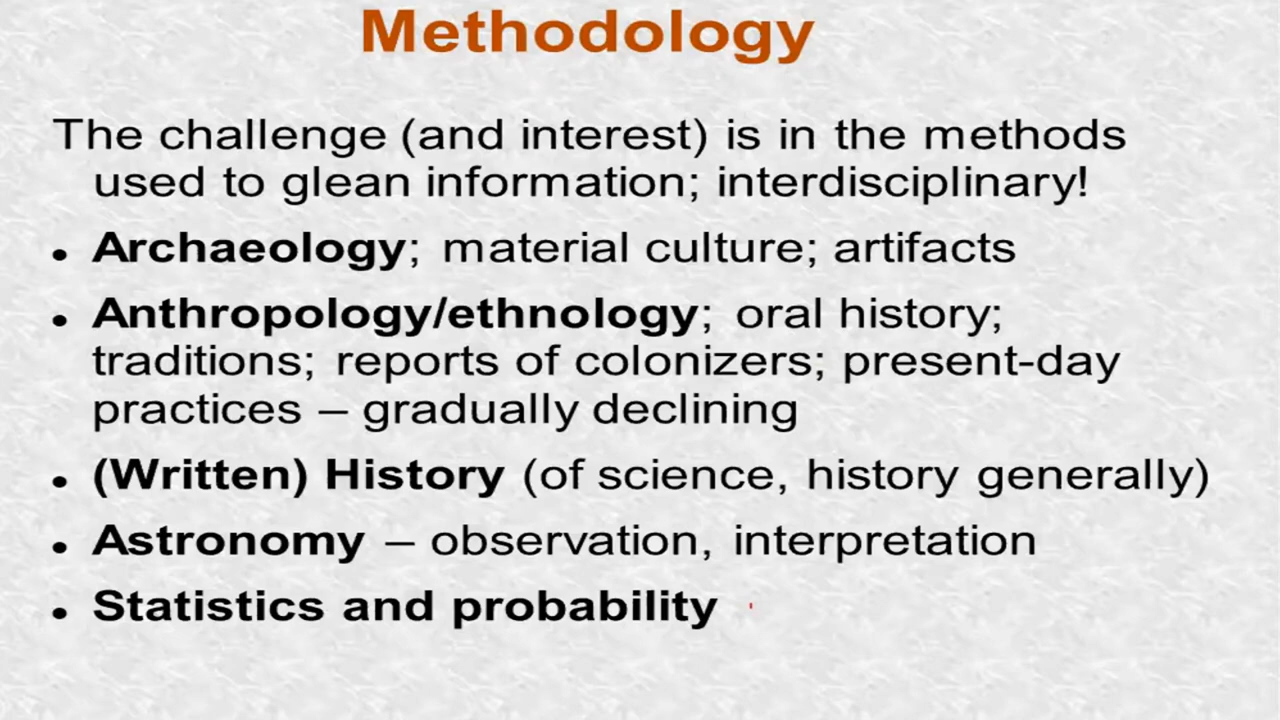 Methodology
The challenge (and interest) is in the methods
used to glean information; interdisciplinary!
• Archaeology; material culture; artifacts
• Anthropology/ethnology; oral history;
traditions; reports of colonizers; present-day
practices – gradually declining
• (Written) History (of science, history generally)
• Astronomy – observation, interpretation
• Statistics and probability